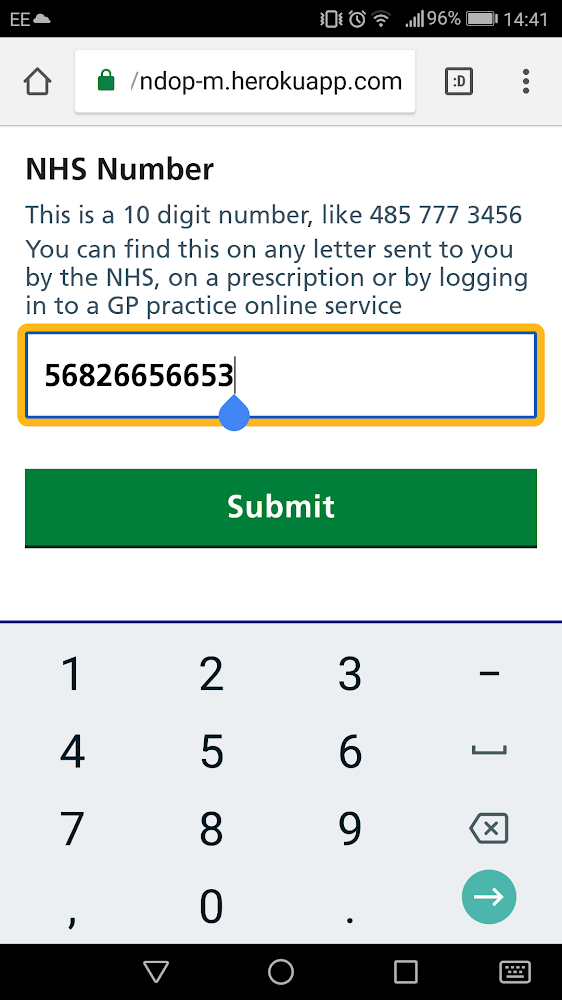 EE 96% 14:41
:D
/ndop-m.herokuapp.com
NHS Number
This is a 10 digit number, like 485 777 3456
You can find this on any letter sent to you
by the NHS, on a prescription or by logging
in to a GP practice online service
56826656653
Submit
1 2 3 –
4 5 6
7 8 9
, 0 .